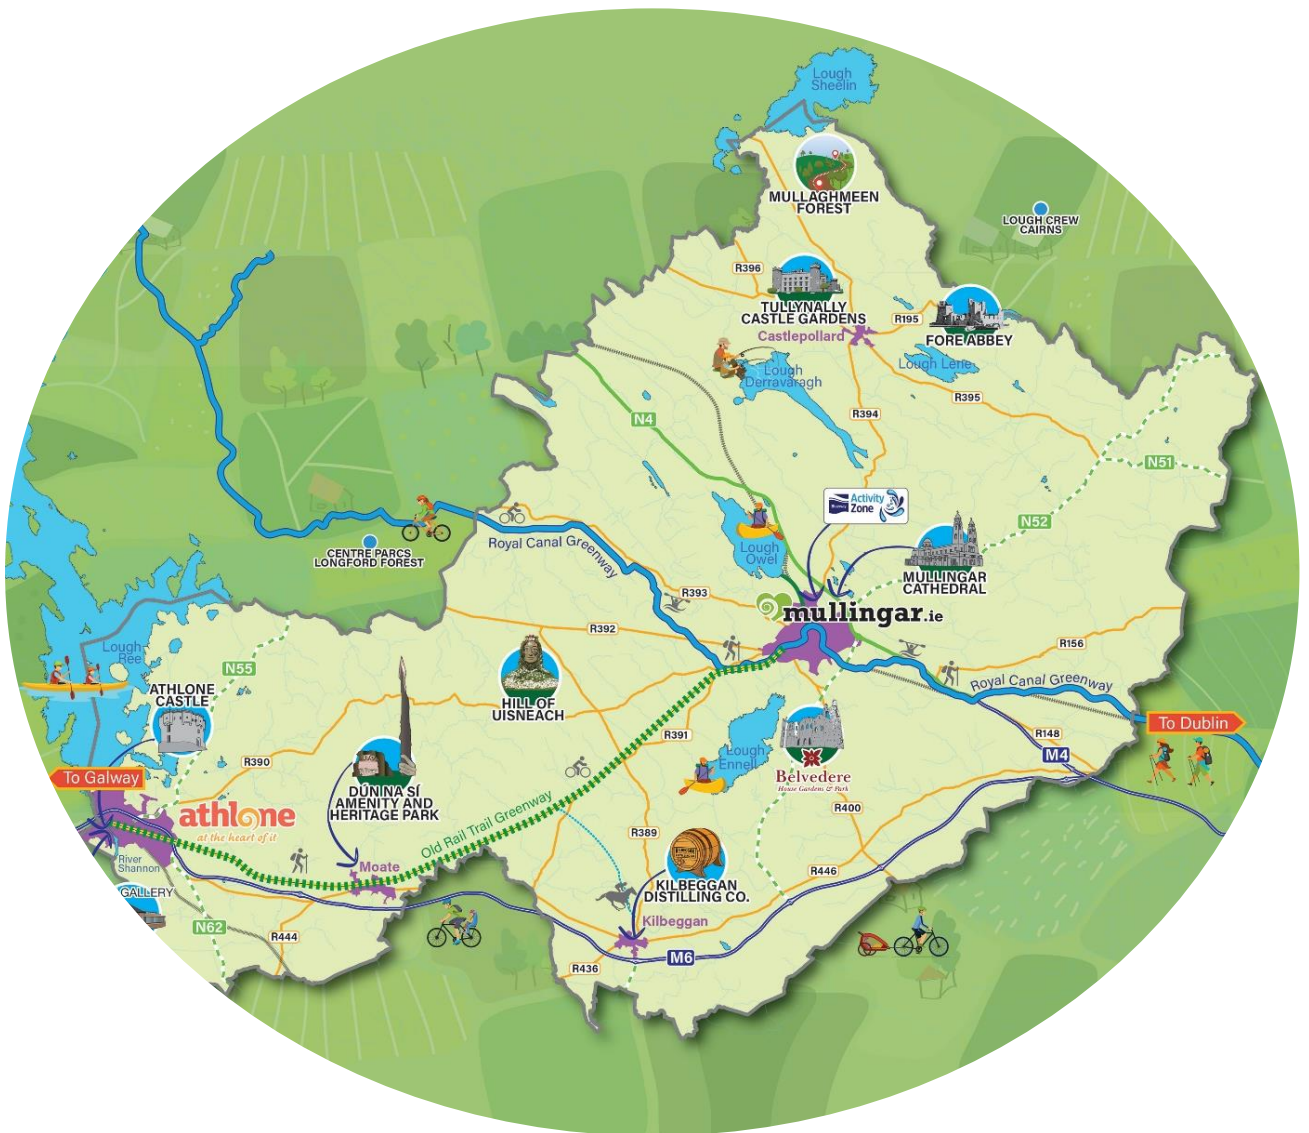 Lough
Sheelin
MULLAGHMEEN
FOREST
LOUGH CREW
CAIRNS
R396
TULLYNALLY
CASTLE GARDENS
Castlepollard
R195
FORE ABBEY
Lough
Derravaragh
Lough Lene
R395
R394
N4
N51
Activity
Zone
N52
Royal Canal Greenway
CENTRE PARCS
LONGFORD FOREST
Lough
Owel
MULLINGAR
CATHEDRAL
R393
mullingar.ie
R392
R156
Lough
Ree
N55
ATHLONE
CASTLE
HILL OF
UISNEACH
Royal Canal Greenway
To Dublin
R391
R148
M4
Lough
Ennell
Belvedere
House Gardens & Park
R390
To Galway
DÚN NA SÍ
AMENITY AND
HERITAGE PARK
athlone
at the heart of it
Old Rail Trail Greenway
R400
R389
River
Shannon
Moate
R446
KILBEGGAN
DISTILLING CO.
GALLERY
Kilbeggan
N62
R444
M6
R436